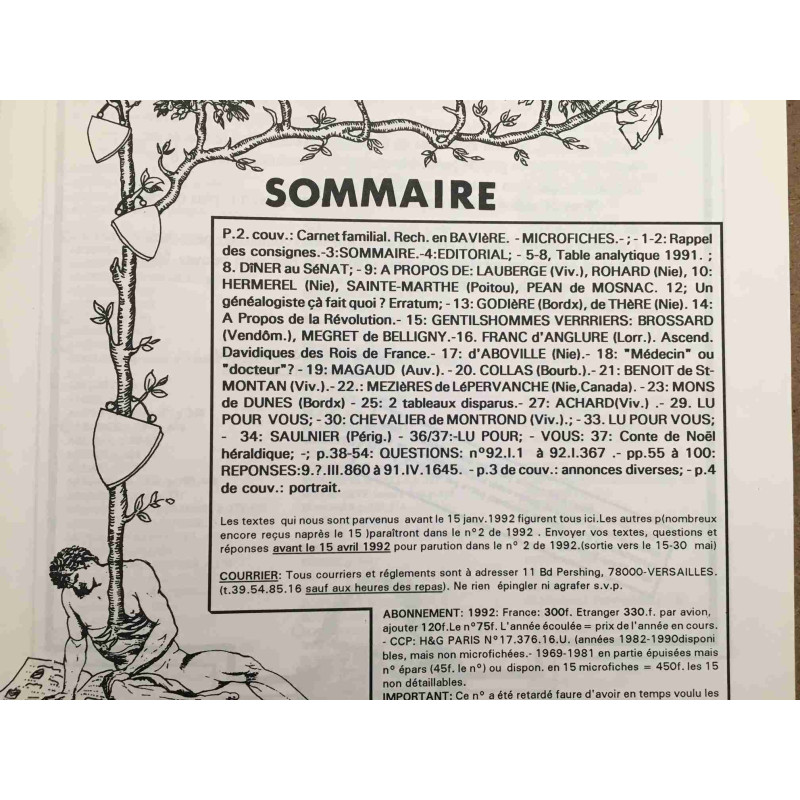 SOMMAIRE
P.2. couv.: Carnet familial. Rech. en BAVIèRE. -MICROFICHES.- ; - 1-2: Rappel
des consignes.-3:SOMMAIRE.-4:EDITORIAL; - 5-8, Table analytique 1991. ;
8. DINER au SéNAT; - 9: A PROPOS DE: LAUBERGE (Viv.), ROHARD (Nie), 10:
HERMEREL (Nie), SAINTE-MARTHE (Poitou), PEAN de MOSNAC. 12; Un
généalogiste çà fait quoi ? Erratum; - 13: GODIèRE (Bordx), de THèRE (Nie). 14:
A Propos de la Révolution.- 15: GENTILSHOMMES VERRRIERS: BROSSARD
(Vendôm.), MEGRET de BELLIGNY.-16. FRANC d'ANGLURE (Lorr.). Ascend.
Davidiques des Rois de France.- 17: d'ABOVILLE (Nie).- 18: "Médecin" ou
"docteur"? - 19: MAGAUD (Auv.). - 20. COLLAS (Bourb.).- 21: BENOIT de St-
MONTAN (Viv.).- 22.: MEZIèRES de LéPERVANCHE (Nie,Canada). - 23: MONS
de DUNES (Bordx) - 25: 2 tableaux disparus.- 27: ACHARD(Viv.) .- 29. LU
POUR VOUS; - 30: CHEVALIER de MONTROND (Viv.).; - 33. LU POUR VOUS;
- 34: SAULNIER (Périg.) - 36/37:-LU POUR; - VOUS: 37: Conte de Noël
héraldique; -; p.38-54: QUESTIONS: n°92.I.1 à 92.I.367 .- pp.55 à 100:
REPONSES:9.?.III.860 à 91.IV.1645. - p.3 de couv.: annonces diverses; - p.4
de couv.: portrait.
Les textes qui nous sont parvenus avant le 15 janv.1992 figurent tous ici.Les autres p(nombreux
encore reçus naprès le 15 )paraîtront dans le n°2 de 1992 . Envoyer vos textes, questions et
réponses avant le 15 avril 1992 pour parution dans le n° 2 de 1992.(sortie vers le 15-30 mai)
COURRIER: Tous courriers et réglements sont à adresser 11 Bd Pershing, 78000-VERSAILLES.
(t.39.54.85.16 sauf aux heures des repas). Ne rien épingler ni agrafer s.v.p.
ABONNEMENT: 1992: France: 300f. Etranger 330.f. par avion,
ajouter 120f.Le n°75f. L'année écoulée = prix de l'année en cours.
- CCP: H&G PARIS N°17.376.16.U. (années 1982-1990disponi
bles, mais non microfichées.- 1969-1981 en partie épuisées mais
n° épars (45f. le n°) ou dispon. en 15 microfiches = 450f. les 15
non détaillables.
IMPORTANT: Ce n° a été retardé faure d'avoir en temps voulu les